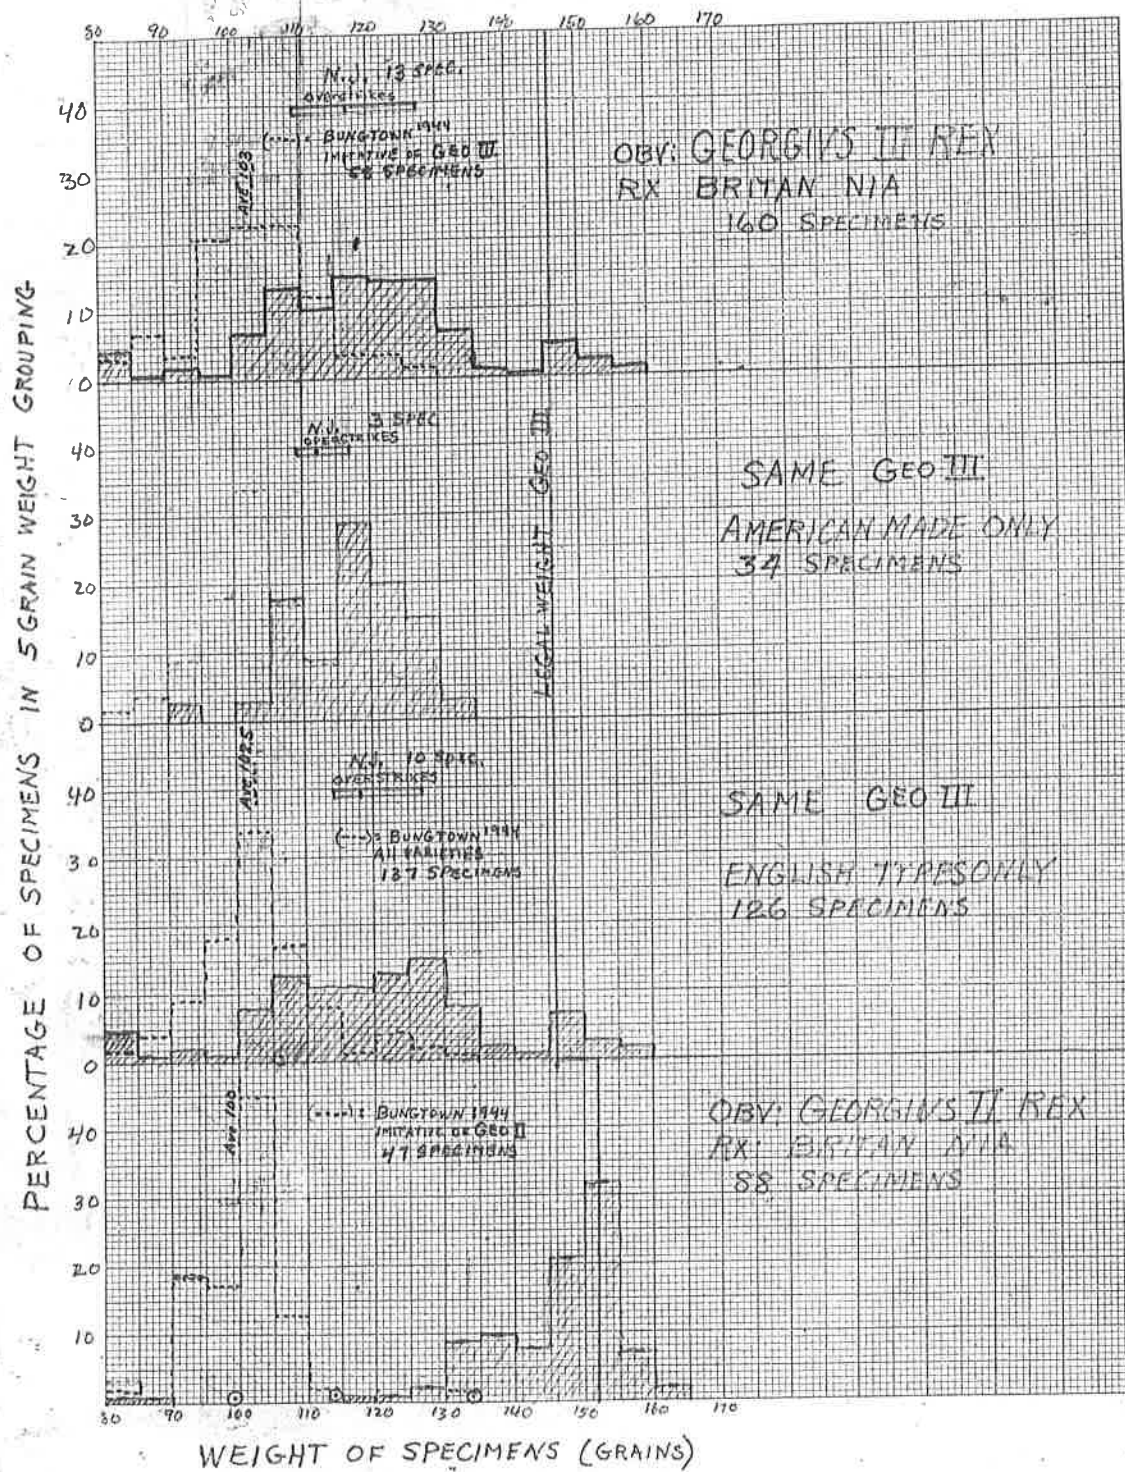 80 90 100 110 120 130 140 150 160 170
N.J. 13 SPEC.
OVERSTRIKES
40
(----): BUNGTOWN 1944
IMITATIVE OF GEO III
58 SPECIMENS
AVE 103
OBV: GEORGIVS III REX
RX BRITAN NIA
160 SPECIMENS
30
20
10
0
N.J. 3 SPEC
OVERSTRIKES
40
LEGAL WEIGHT GEO III
SAME GEO III
AMERICAN MADE ONLY
34 SPECIMENS
30
20
10
0
AVE 102.5
N.J. 10 SPEC.
OVERSTRIKES
40
(----): BUNGTOWN 1944
All VARIETIES
137 SPECIMENS
SAME GEO III
ENGLISH TYPES ONLY
126 SPECIMENS
30
20
10
0
AVE 100
(----): BUNGTOWN 1944
IMITATIVE OF GEO II
47 SPECIMENS
OBV: GEORGIVS II REX
RX: BRITAN NIA
88 SPECIMENS
40
30
20
10
80 90 100 110 120 130 140 150 160 170
PERCENTAGE OF SPECIMENS IN 5 GRAIN WEIGHT GROUPING
WEIGHT OF SPECIMENS (GRAINS)